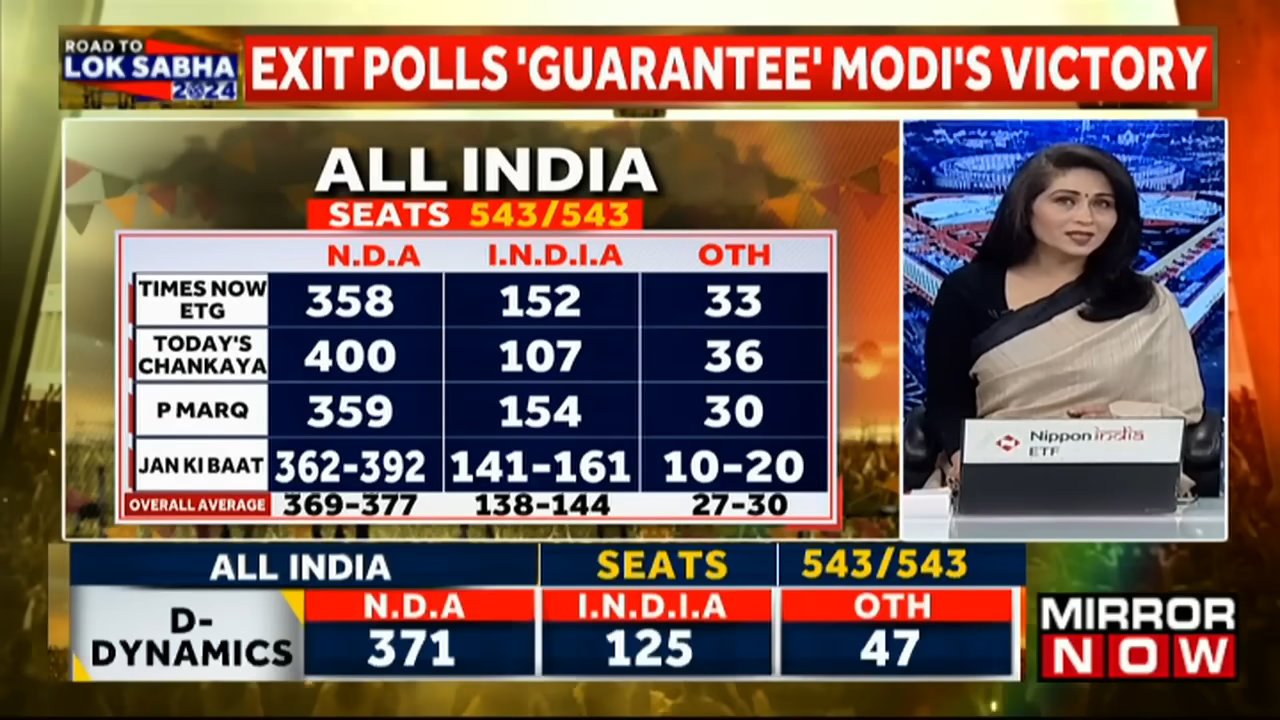 ROAD TO
LOK SABHA
2024
EXIT POLLS 'GUARANTEE' MODI'S VICTORY
ALL INDIA
SEATS 543/543
N.D.A I.N.D.I.A OTH
TIMES NOW ETG 358 152 33
TODAY'S CHANKAYA 400 107 36
P MARQ 359 154 30
JAN KI BAAT 362-392 141-161 10-20
OVERALL AVERAGE 369-377 138-144 27-30
Nippon india
ETF
ALL INDIA SEATS 543/543
D-DYNAMICS
N.D.A I.N.D.I.A OTH
371 125 47
MIRROR
NOW